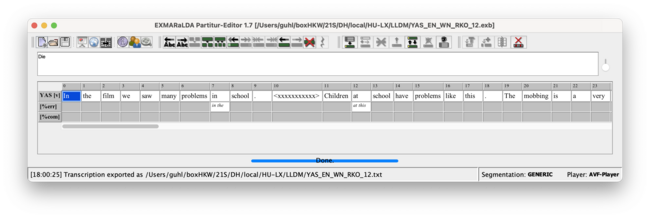 EXMARaLDA Partitur-Editor 1.7 [/Users/guhl/boxHKW/21S/DH/local/HU-LX/LLDM/YAS_EN_WN_RKO_12.exb]
Die
0 1 2 3 4 5 6 7 8 9 10 11 12 13 14 15 16 17 18 19 20 21 22 23
YAS [v] In the film we saw many problems in school . <xxxxxxxxxxx> Children at school have problems like this . The mobbing is a very
[%err] in the at this
[%com]
Done.
[18:00:25] Transcription exported as /Users/guhl/boxHKW/21S/DH/local/HU-LX/LLDM/YAS_EN_WN_RKO_12.txt Segmentation: GENERIC Player: AVF-Player